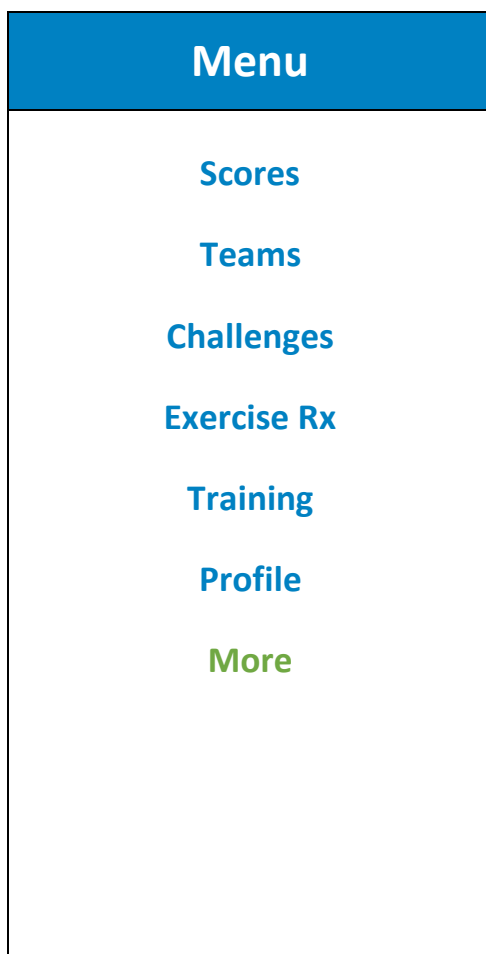 Menu
Scores
Teams
Challenges
Exercise Rx
Training
Profile
More